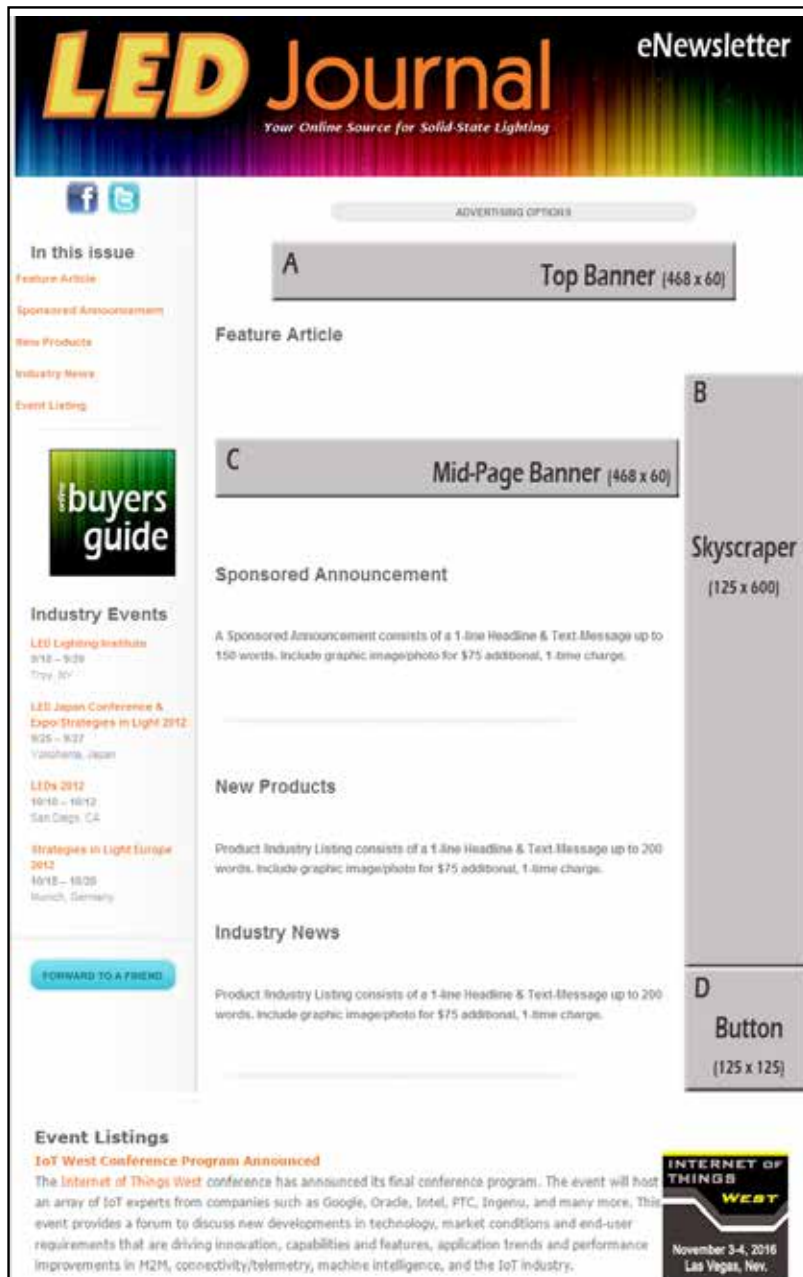 LED Journal
eNewsletter
Your Online Source for Solid-State Lighting
In this issue
Feature Article
Sponsored Announcement
New Products
Industry News
Event Listing
online
buyers
guide
Industry Events
LED Lighting Institute
Troy, NY
LED Japan Conference &
Expo/Strategies in Light 2012
9/25 – 9/27
Yokohama, Japan
LEDs 2012
10/10 – 10/12
San Diego, CA
Strategies in Light Europe
2012
Munich, Germany
FORWARD TO A FRIEND
ADVERTISING OPTIONS
A
Top Banner (468 x 60)
Feature Article
B
Skyscraper
(125 x 600)
C
Mid-Page Banner (468 x 60)
Sponsored Announcement
A Sponsored Announcement consists of a 1-line Headline & Text-Message up to
150 words. Include graphic image/photo for $75 additional, 1-time charge.
New Products
Product /Industry Listing consists of a 1-line Headline & Text-Message up to 200
words. Include graphic image/photo for $75 additional, 1-time charge.
Industry News
Product /Industry Listing consists of a 1-line Headline & Text-Message up to 200
words. Include graphic image/photo for $75 additional, 1-time charge.
D
Button
(125 x 125)
Event Listings
IoT West Conference Program Announced
The Internet of Things West conference has announced its final conference program. The event will host
an array of IoT experts from companies such as Google, Oracle, Intel, PTC, Ingenu, and many more. This
event provides a forum to discuss new developments in technology, market conditions and end-user
requirements that are driving innovation, capabilities and features, application trends and performance
improvements in M2M, connectivity/telemetry, machine intelligence, and the IoT industry.
INTERNET OF
THINGS
WEST
November 3-4, 2016
Las Vegas, Nev.